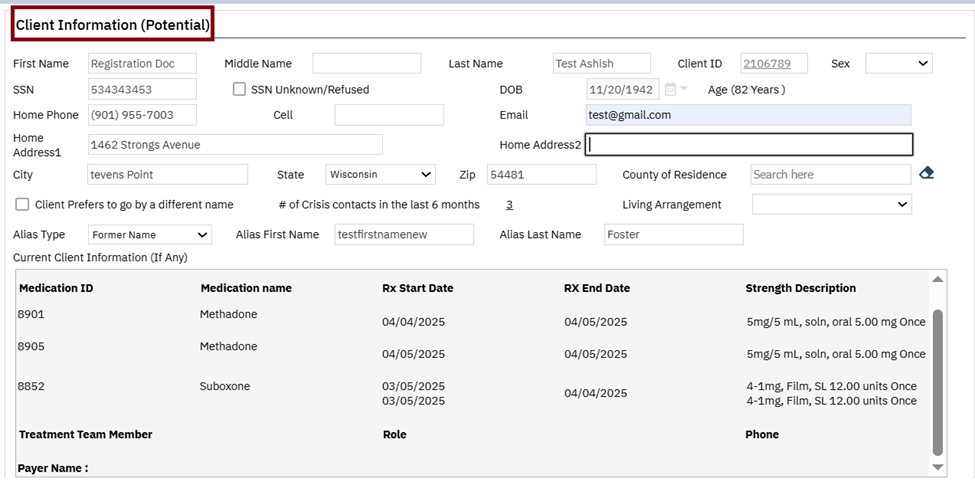 Client Information (Potential)
First Name Registration Doc Middle Name Last Name Test Ashish Client ID 2106789 Sex
SSN 534343453 SSN Unknown/Refused DOB 11/20/1942 Age (82 Years )
Home Phone (901) 955-7003 Cell Email test@gmail.com
Home Address1 1462 Strongs Avenue Home Address2
City tevens Point State Wisconsin Zip 54481 County of Residence Search here
Client Prefers to go by a different name # of Crisis contacts in the last 6 months 3 Living Arrangement
Alias Type Former Name Alias First Name testfirstnamenew Alias Last Name Foster
Current Client Information (If Any)
Medication ID Medication name Rx Start Date RX End Date Strength Description
8901 Methadone 04/04/2025 04/05/2025 5mg/5 mL, soln, oral 5.00 mg Once
8905 Methadone 04/05/2025 04/05/2025 5mg/5 mL, soln, oral 5.00 mg Once
8852 Suboxone 03/05/2025 04/04/2025 4-1mg, Film, SL 12.00 units Once
03/05/2025 4-1mg, Film, SL 12.00 units Once
Treatment Team Member Role Phone
Payer Name :